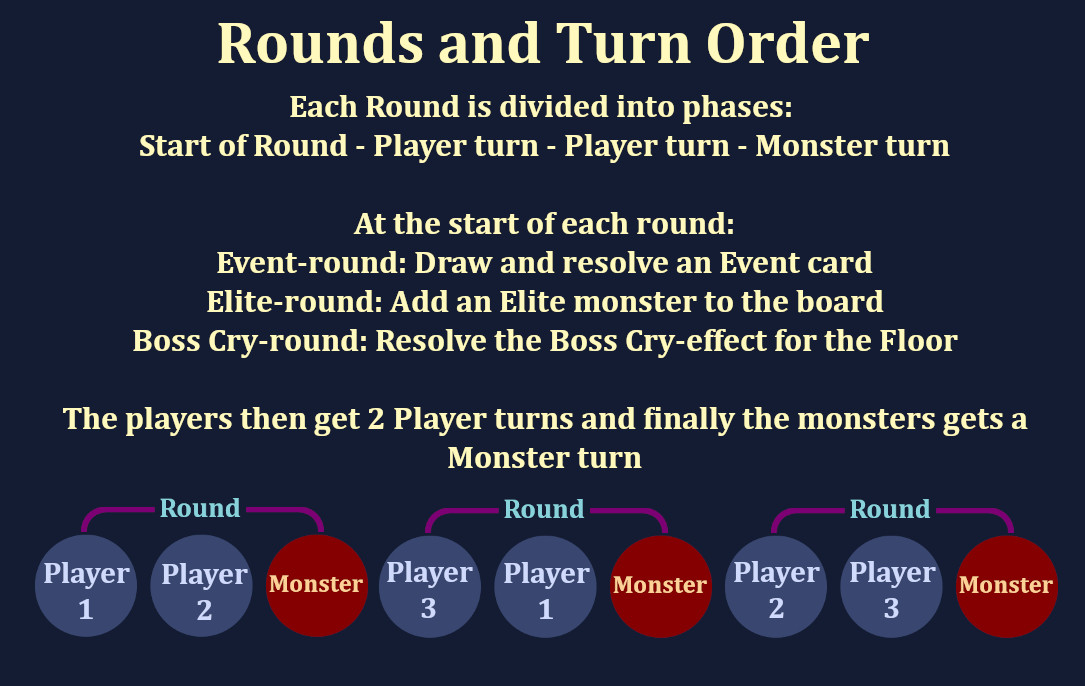 Rounds and Turn Order
Each Round is divided into phases:
Start of Round - Player turn - Player turn - Monster turn
At the start of each round:
Event-round: Draw and resolve an Event card
Elite-round: Add an Elite monster to the board
Boss Cry-round: Resolve the Boss Cry-effect for the Floor
The players then get 2 Player turns and finally the monsters gets a
Monster turn
Round
Player
1
Player
2
Monster
Round
Player
3
Player
1
Monster
Round
Player
2
Player
3
Monster